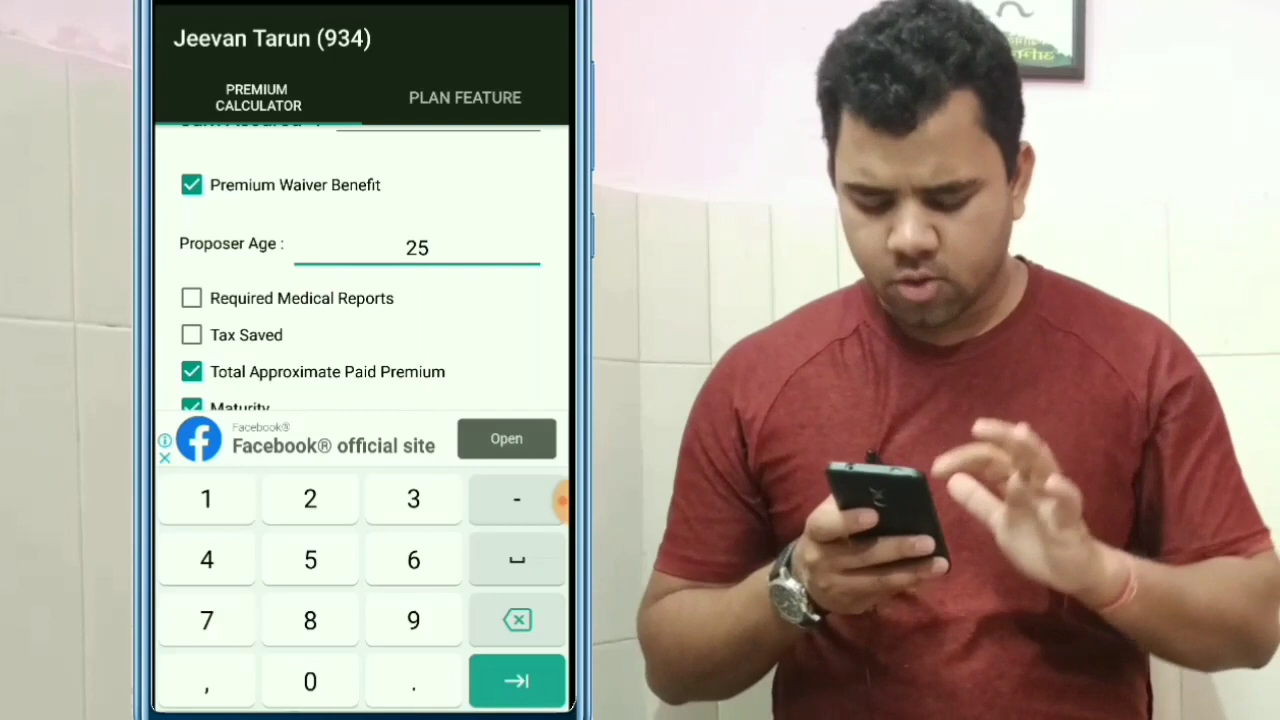 Jeevan Tarun (934)
PREMIUM
CALCULATOR
PLAN FEATURE
Premium Waiver Benefit
Proposer Age :
25
Required Medical Reports
Tax Saved
Total Approximate Paid Premium
Maturity
Facebook®
Facebook® official site
Open
1 2 3 -
4 5 6
7 8 9
, 0 .